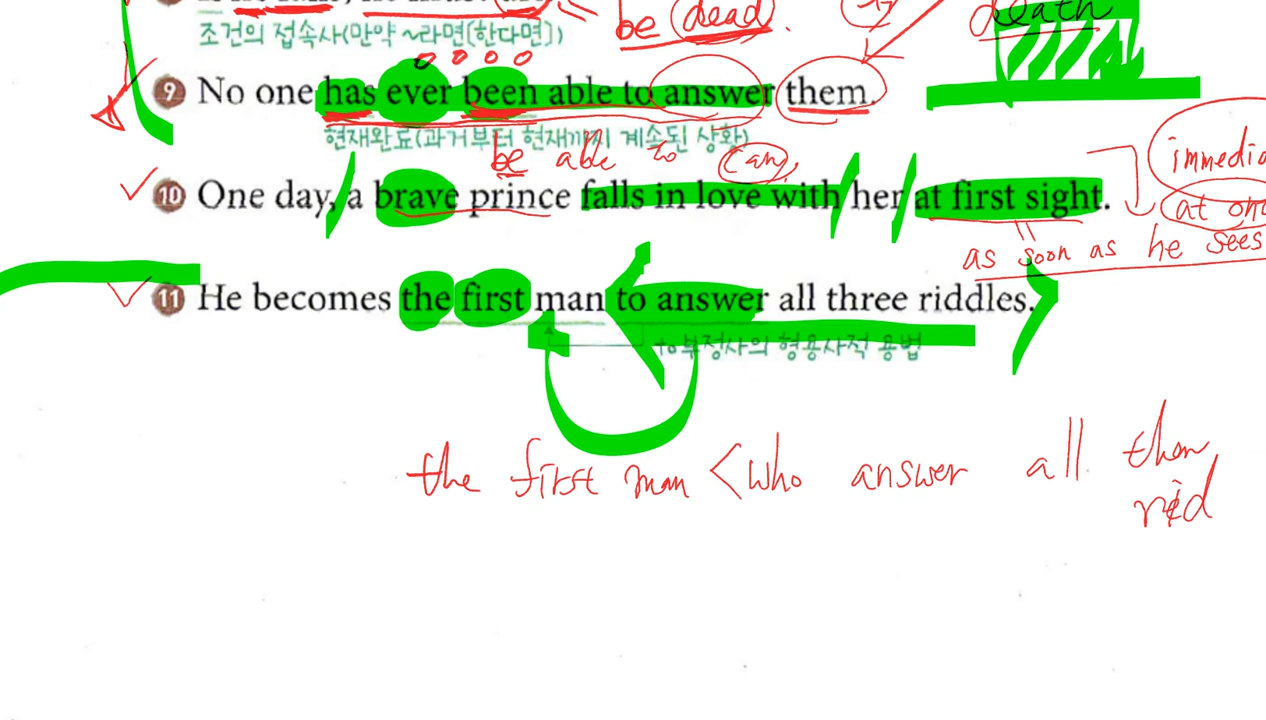 be dead.
death
조건의 접속사(만약 ~라면[한다면])
9 No one has ever been able to answer them.
현재완료(과거부터 현재까지 계속된 상황)
be able to can,
10 One day, a brave prince falls in love with her at first sight.
at
as soon as he sees
11 He becomes the first man to answer all three riddles.
to부정사의 형용사적 용법
the first man <who answer all
rid